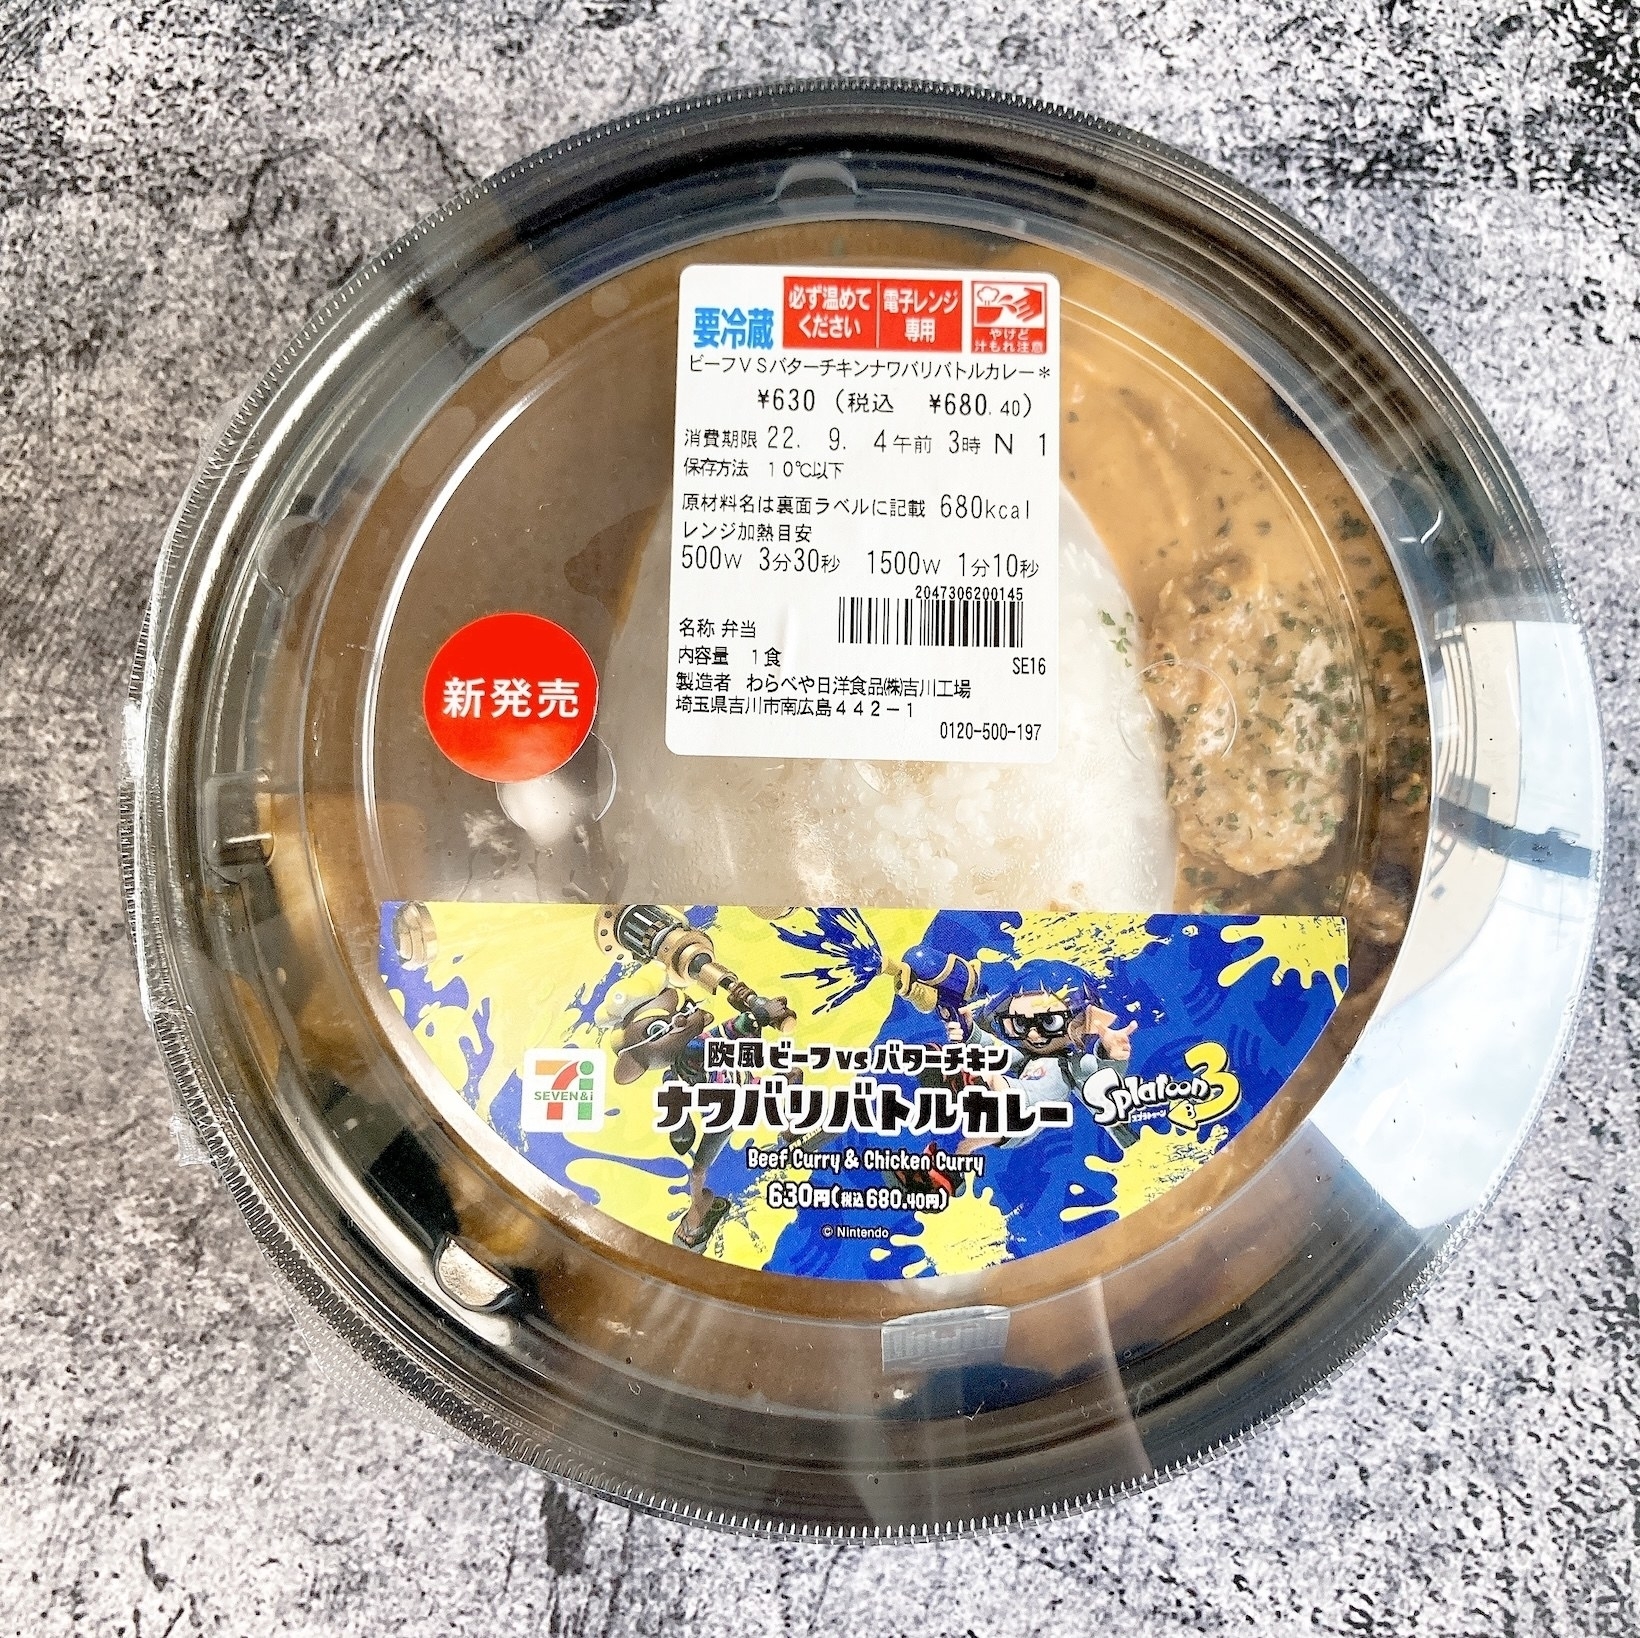 要冷蔵
必ず温めて
ください
電子レンジ
専用
やけど
汁もれ注意
ビーフVSバターチキンナワバリバトルカレー*
¥630 (税込 ¥680.40)
消費期限 22. 9. 4午前 3時 N 1
保存方法 10℃以下
原材料名は裏面ラベルに記載 680kcal
レンジ加熱目安
500W 3分30秒 1500W 1分10秒
2047306200145
名称 弁当
内容量 1食
SE16
製造者 わらべや日洋食品㈱吉川工場
埼玉県吉川市南広島442-1
0120-500-197
新発売
欧風ビーフvsバターチキン
ナワバリバトルカレー
SEVEN&i
Splatoon3
スプラトゥーン
Beef Curry & Chicken Curry
630円(税込680.40円)
© Nintendo